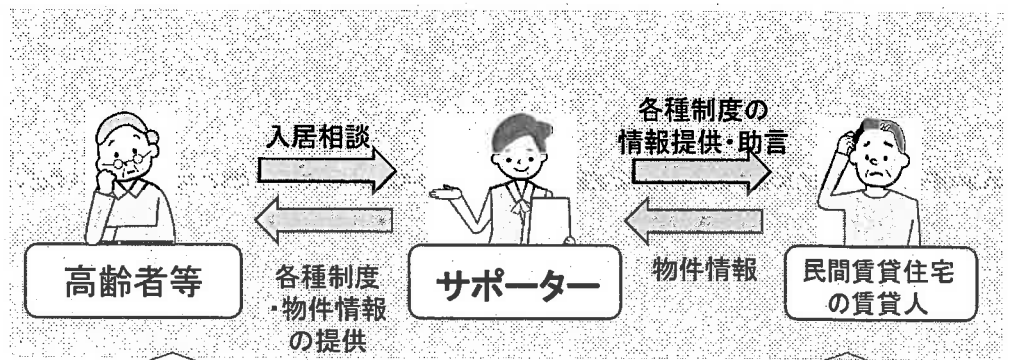 入居相談
各種制度の
情報提供・助言
高齢者等
各種制度
・物件情報
の提供
サポーター
物件情報
民間賃貸住宅
の賃貸人